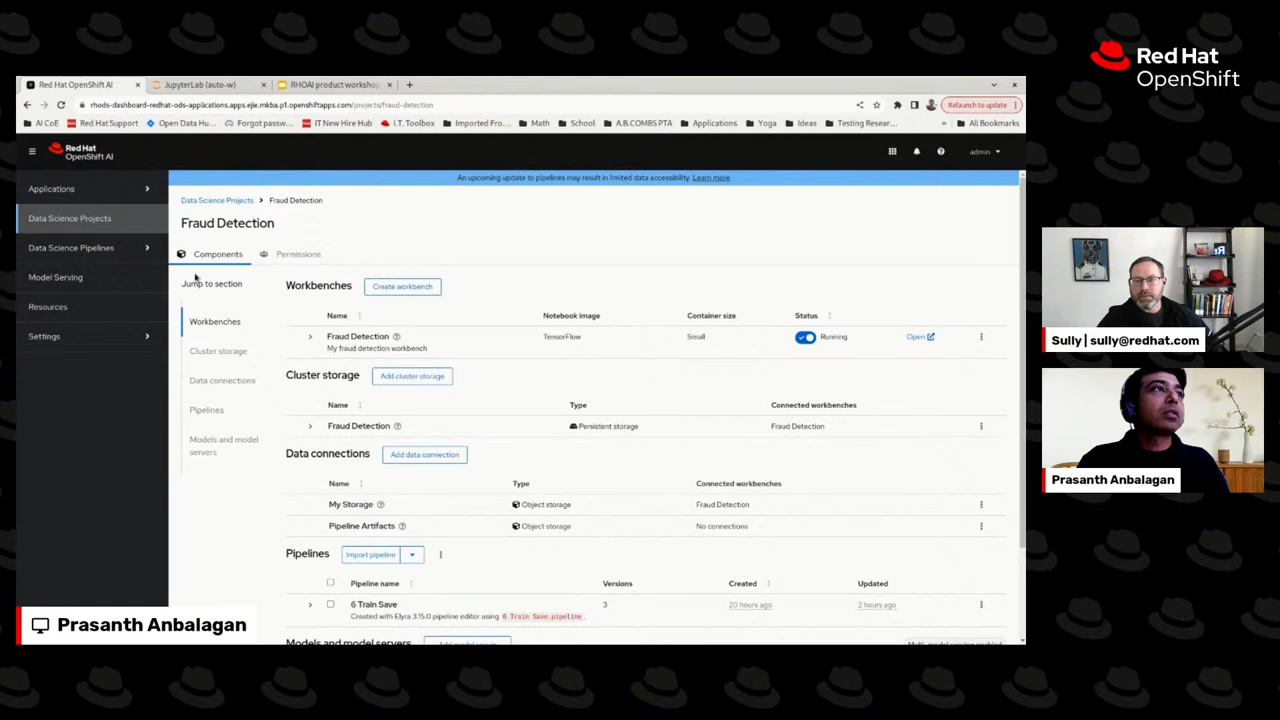 Red Hat
OpenShift
Red Hat OpenShift AI
JupyterLab (auto-w)
RHOAI product workshop
rhods-dashboard-redhat-ods-applications.apps.ejie.mkba.p1.openshiftapps.com/projects/fraud-detection
Relaunch to update
AI CoE
Red Hat Support
Open Data Hu...
Forgot passw...
IT New Hire Hub
I.T. Toolbox
Imported Fro...
Math
School
A.B.COMBS PTA
Applications
Yoga
Ideas
Testing Resear...
»
All Bookmarks
Red Hat
OpenShift AI
admin
An upcoming update to pipelines may result in limited data accessibility. Learn more
Applications
Data Science Projects
Data Science Pipelines
Model Serving
Resources
Settings
Data Science Projects > Fraud Detection
Fraud Detection
Components
Permissions
Jump to section
Workbenches
Cluster storage
Data connections
Pipelines
Models and model
servers
Workbenches
Create workbench
Name
Notebook image
Container size
Status
Fraud Detection
TensorFlow
Small
Running
Open
My fraud detection workbench
Cluster storage
Add cluster storage
Name
Type
Connected workbenches
Fraud Detection
Persistent storage
Fraud Detection
Data connections
Add data connection
Name
Type
Connected workbenches
My Storage
Object storage
Fraud Detection
Pipeline Artifacts
Object storage
No connections
Pipelines
Import pipeline
Pipeline name
Versions
Created
Updated
6 Train Save
3
20 hours ago
2 hours ago
Created with Elyra 3.15.0 pipeline editor using 6 Train Save.pipeline.
Models and model servers
Add model server
Multi-model serving enabled
Sully | sully@redhat.com
Prasanth Anbalagan
Prasanth Anbalagan